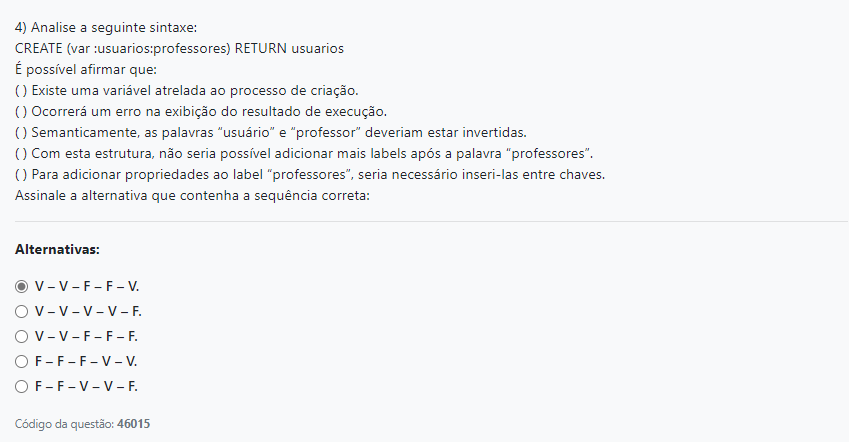 4) Analise a seguinte sintaxe:
CREATE (var :usuarios:professores) RETURN usuarios
É possível afirmar que:
( ) Existe uma variável atrelada ao processo de criação.
( ) Ocorrerá um erro na exibição do resultado de execução.
( ) Semanticamente, as palavras “usuário” e “professor” deveriam estar invertidas.
( ) Com esta estrutura, não seria possível adicionar mais labels após a palavra “professores”.
( ) Para adicionar propriedades ao label “professores”, seria necessário inseri-las entre chaves.
Assinale a alternativa que contenha a sequência correta:
Alternativas:
V – V – F – F – V.
V – V – V – V – F.
V – V – F – F – F.
F – F – F – V – V.
F – F – V – V – F.
Código da questão: 46015